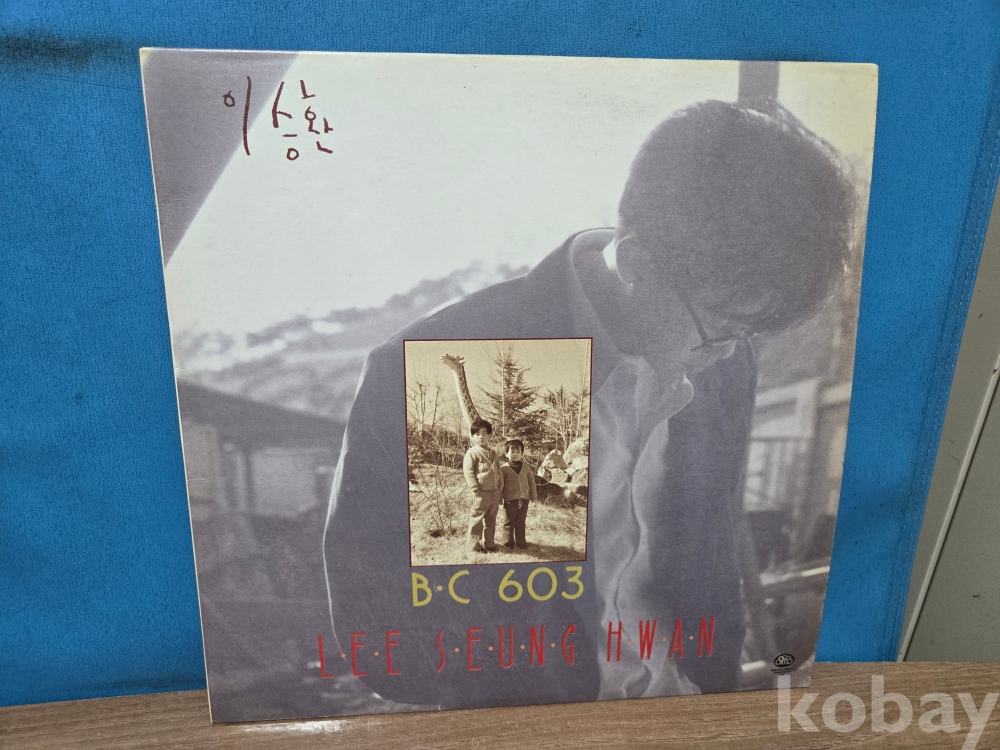 이승환
B·C 603
L·E·E S·E·U·N·G H·W·A·N
kobay